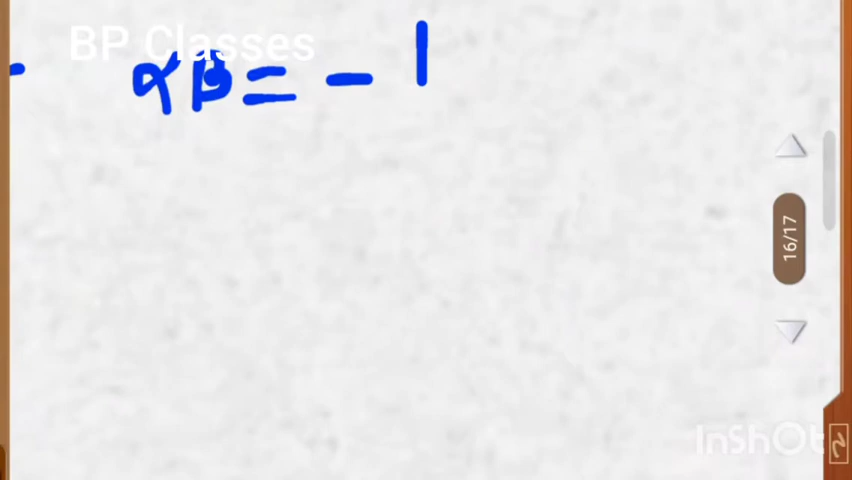 BP Classes
- αβ = - 1
16/17
InShOt